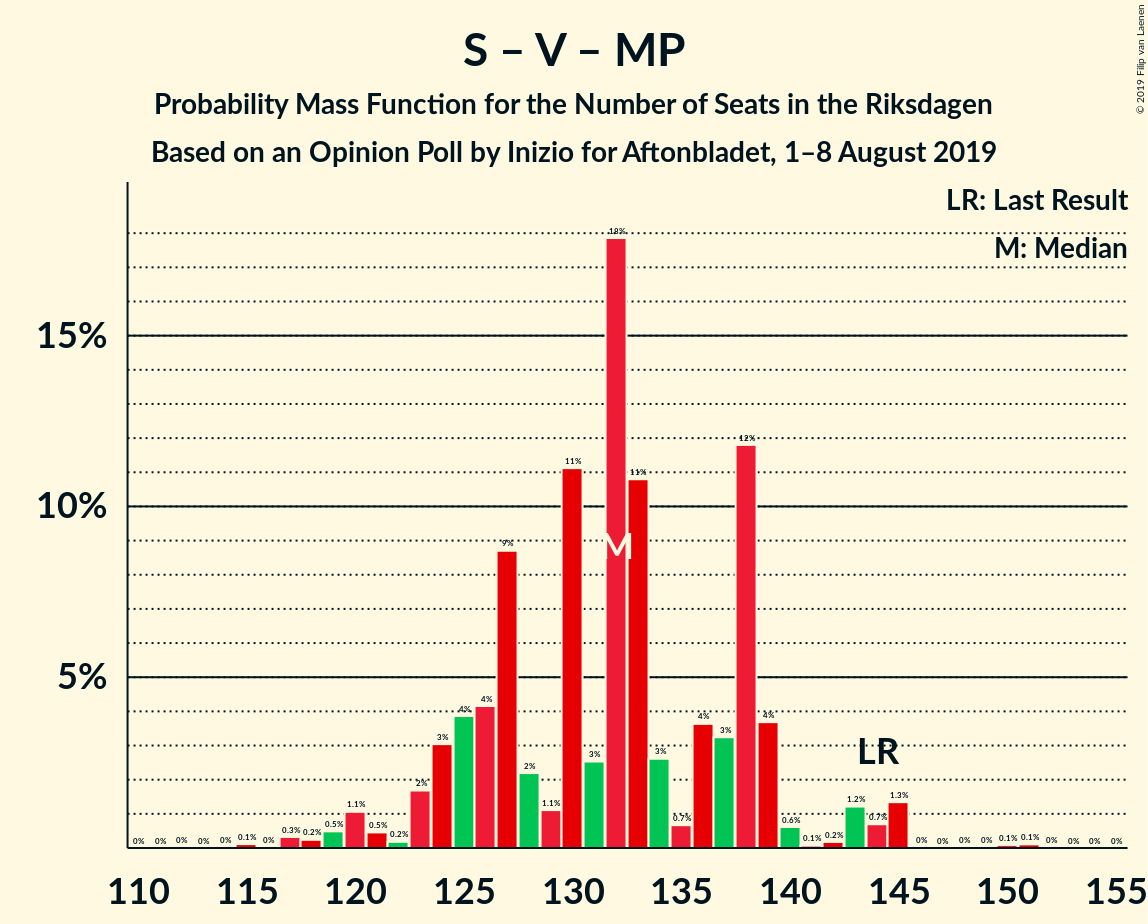 S – V – MP
Probability Mass Function for the Number of Seats in the Riksdagen
Based on an Opinion Poll by Inizio for Aftonbladet, 1–8 August 2019
© 2019 Filip van Laenen
LR: Last Result
M: Median
15%
10%
5%
0% 0% 0% 0% 0% 0.1% 0% 0.3% 0.2% 0.5% 1.1% 0.5% 0.2% 2% 3% 4% 4% 9% 2% 1.1% 11% 3% 18% 11% 3% 0.7% 4% 3% 12% 4% 0.6% 0.1% 0.2% 1.2% 0.7% 1.3% 0% 0% 0% 0% 0.1% 0.1% 0% 0% 0% 0%
M
LR
110 115 120 125 130 135 140 145 150 155